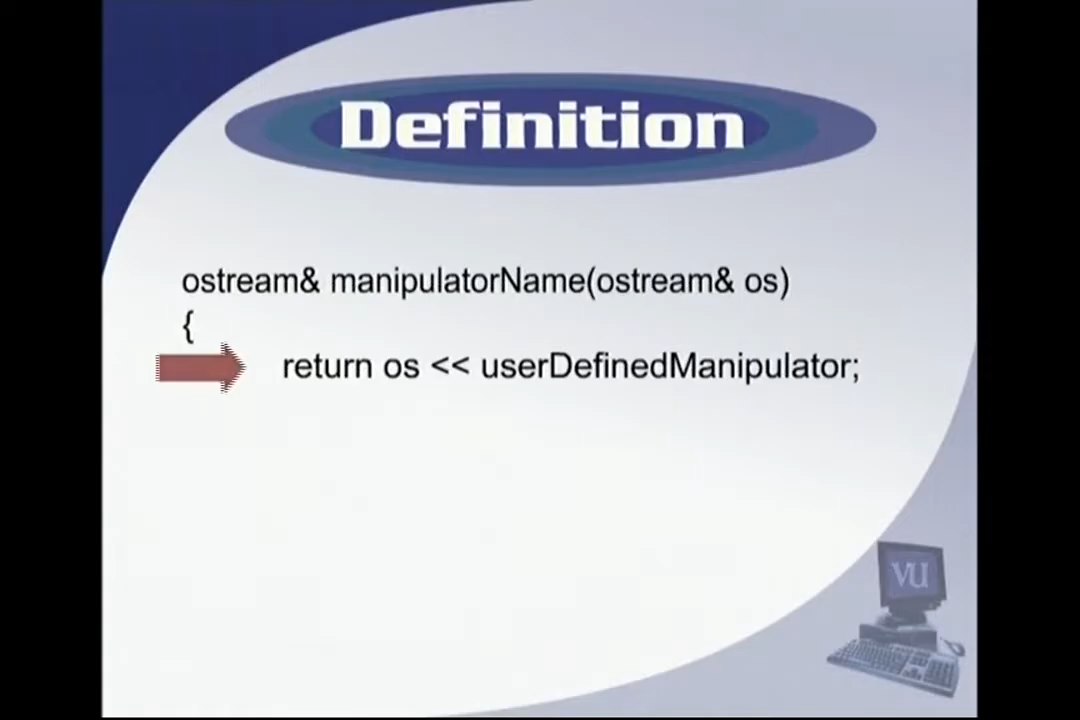 Definition
ostream& manipulatorName(ostream& os)
{
return os << userDefinedManipulator;
VU